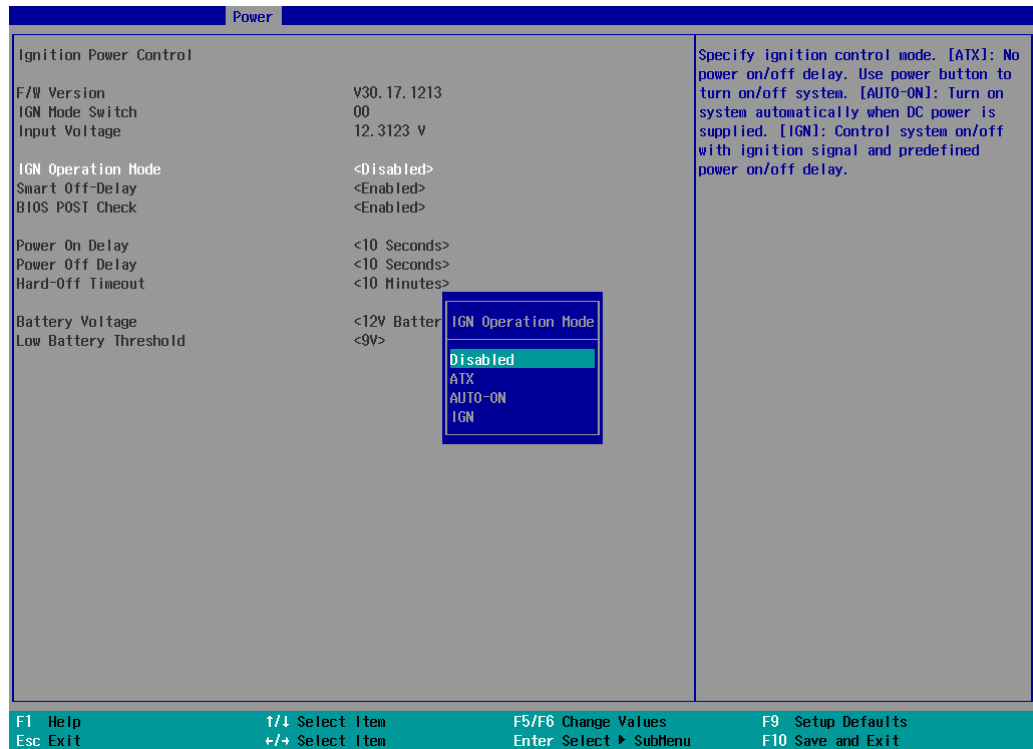 Power
Ignition Power Control
F/W Version V30.17.1213
IGN Mode Switch 00
Input Voltage 12.3123 V
IGN Operation Mode <Disabled>
Smart Off-Delay <Enabled>
BIOS POST Check <Enabled>
Power On Delay <10 Seconds>
Power Off Delay <10 Seconds>
Hard-Off Timeout <10 Minutes>
Battery Voltage <12V Batter
Low Battery Threshold <9V>
IGN Operation Mode
Disabled
ATX
AUTO-ON
IGN
Specify ignition control mode. [ATX]: No
power on/off delay. Use power button to
turn on/off system. [AUTO-ON]: Turn on
system automatically when DC power is
supplied. [IGN]: Control system on/off
with ignition signal and predefined
power on/off delay.
F1 Help ↑/↓ Select Item F5/F6 Change Values F9 Setup Defaults
Esc Exit ←/→ Select Item Enter Select ▶ SubMenu F10 Save and Exit